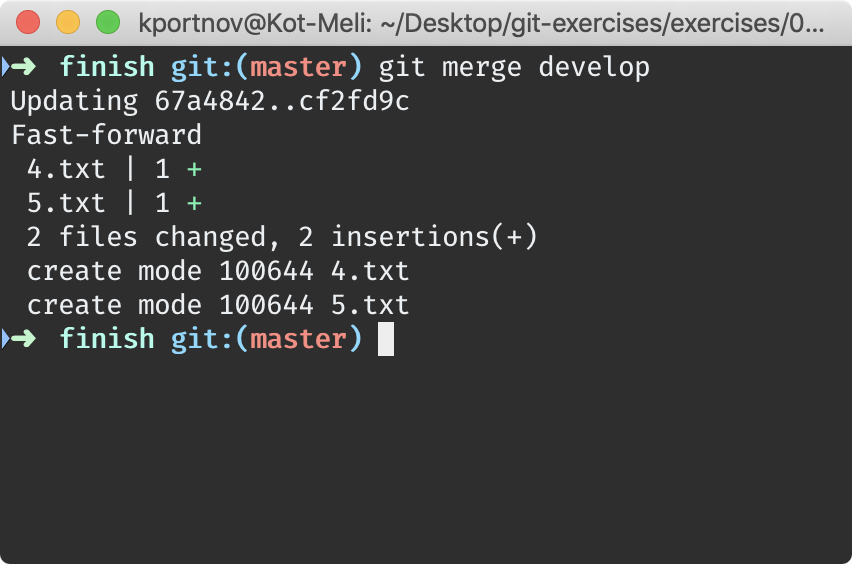 kportnov@Kot-Meli: ~/Desktop/git-exercises/exercises/0...
➜ finish git:(master) git merge develop
Updating 67a4842..cf2fd9c
Fast-forward
4.txt | 1 +
5.txt | 1 +
2 files changed, 2 insertions(+)
create mode 100644 4.txt
create mode 100644 5.txt
➜ finish git:(master)